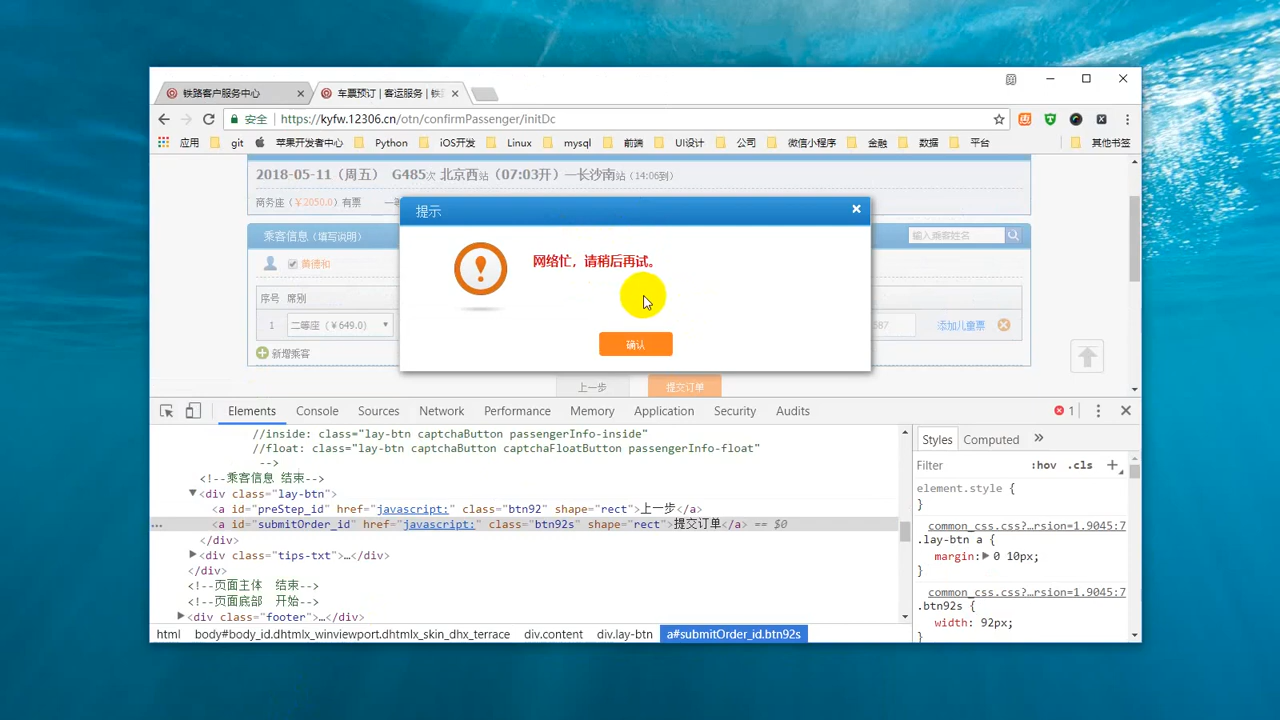 铁路客户服务中心
车票预订 | 客运服务 | 铁
安全
https://kyfw.12306.cn/otn/confirmPassenger/initDc
应用 git 苹果开发者中心 Python iOS开发 Linux mysql 前端 UI设计 公司 微信小程序 金融 数据 平台 其他书签
2018-05-11（周五） G485次 北京西站（07:03开）—长沙南站（14:06到）
商务座（￥2050.0）有票
提示
乘客信息（填写说明）
输入乘客姓名
网络忙，请稍后再试。
黄德和
序号 席别
1 二等座（￥649.0） 587 添加儿童票
新增乘客
确认
上一步 提交订单
Elements Console Sources Network Performance Memory Application Security Audits 1
//inside: class="lay-btn captchaButton passengerInfo-inside"
//float: class="lay-btn captchaButton captchaFloatButton passengerInfo-float"
-->
<!--乘客信息 结束-->
<div class="lay-btn">
<a id="preStep_id" href="javascript:" class="btn92" shape="rect">上一步</a>
... <a id="submitOrder_id" href="javascript:" class="btn92s" shape="rect">提交订单</a> == $0
</div>
<div class="tips-txt">…</div>
</div>
<!--页面主体 结束-->
<!--页面底部 开始-->
<div class="footer">…</div>
html body#body_id.dhtmlx_winviewport.dhtmlx_skin_dhx_terrace div.content div.lay-btn a#submitOrder_id.btn92s
Styles Computed »
Filter :hov .cls +
element.style {
}
common_css.css?…rsion=1.9045:7
.lay-btn a {
margin: 0 10px;
}
common_css.css?…rsion=1.9045:7
.btn92s {
width: 92px;